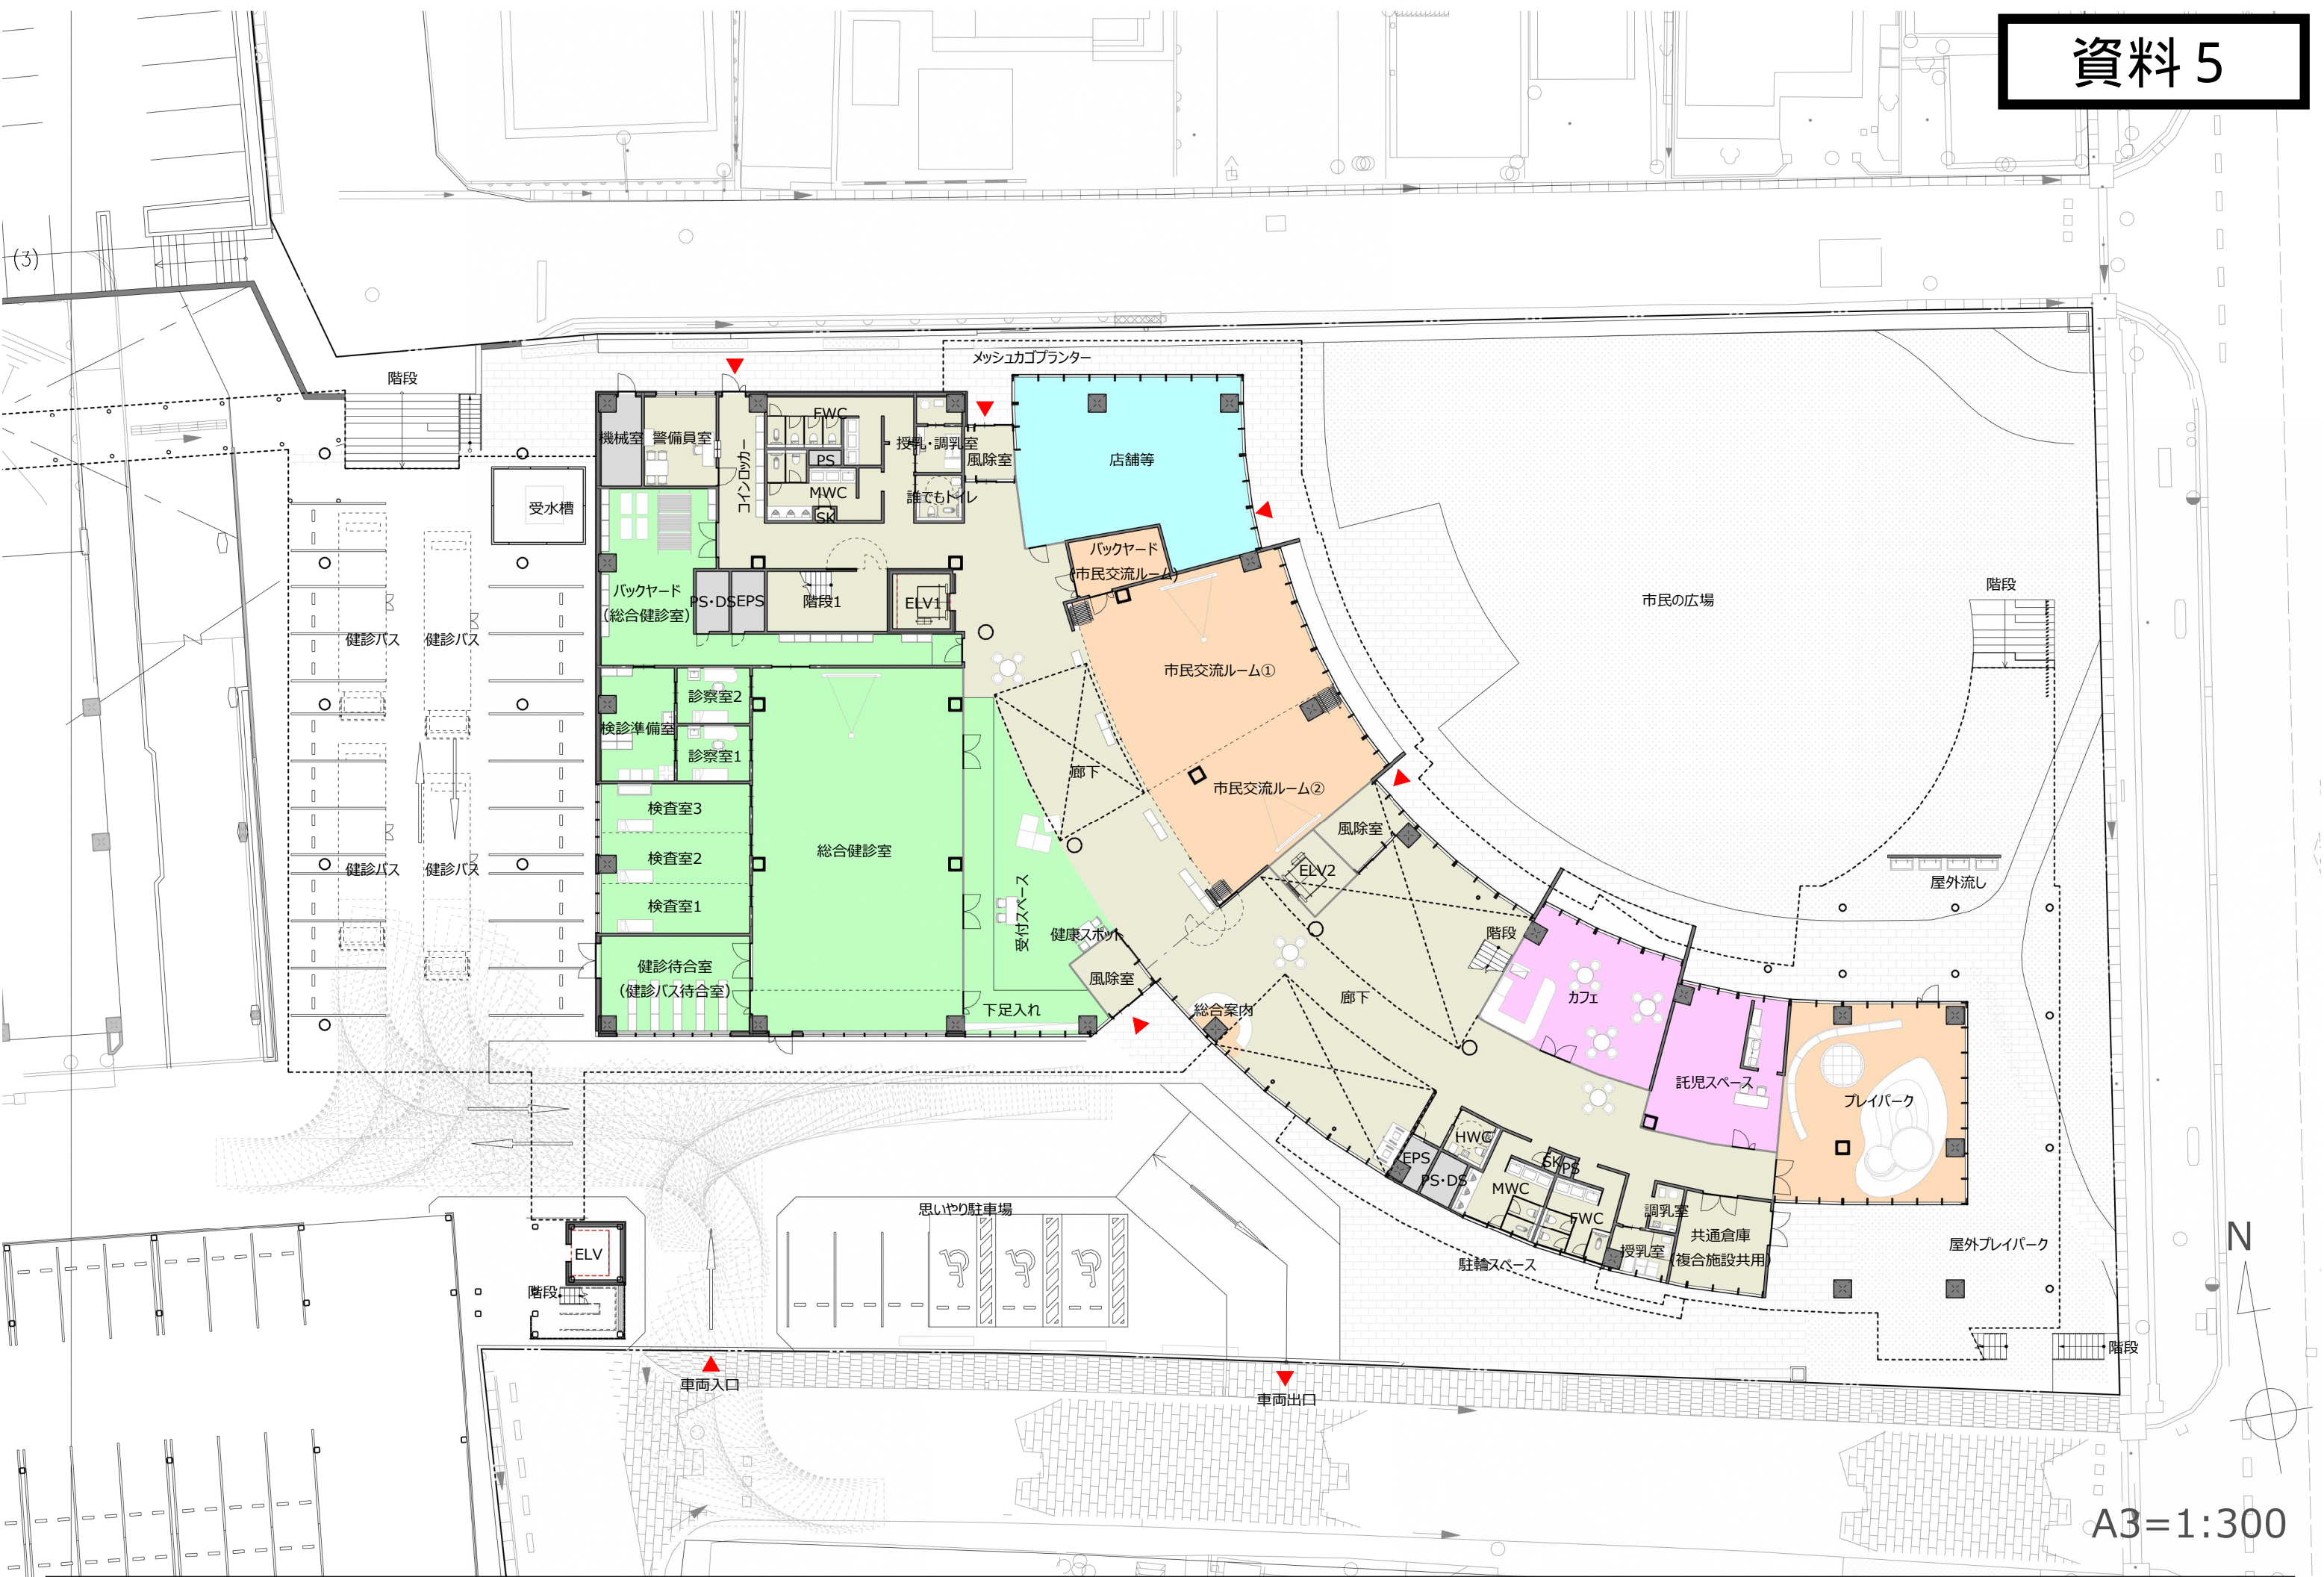 資料５
(3)
メッシュカゴプランター
階段
機械室
警備員室
コインロッカー
FWC
PS
MWC
SK
授乳・調乳室
風除室
誰でもトイレ
店舗等
受水槽
バックヤード
(市民交流ルーム)
バックヤード
(総合健診室)
PS・DS
EPS
階段1
ELV1
市民の広場
階段
健診バス
健診バス
市民交流ルーム①
検診準備室
診察室2
診察室1
廊下
市民交流ルーム②
検査室3
検査室2
検査室1
総合健診室
風除室
ELV2
健診バス
健診バス
屋外流し
受付スペース
健康スポット
階段
健診待合室
(健診バス待合室)
風除室
下足入れ
総合案内
廊下
カフェ
託児スペース
プレイパーク
HWC
EPS
PS・DS
SK
PS
MWC
FWC
調乳室
授乳室
共通倉庫
(複合施設共用)
思いやり駐車場
ELV
階段
駐輪スペース
屋外プレイパーク
N
階段
車両入口
車両出口
A3=1:300